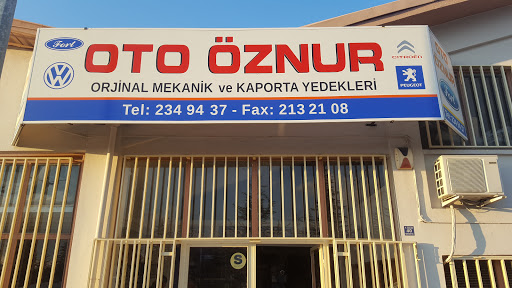 Ford
OTO ÖZNUR
CITROËN
ORJİNAL MEKANİK ve KAPORTA YEDEKLERİ
PEUGEOT
Tel: 234 94 37 - Fax: 213 21 08
S